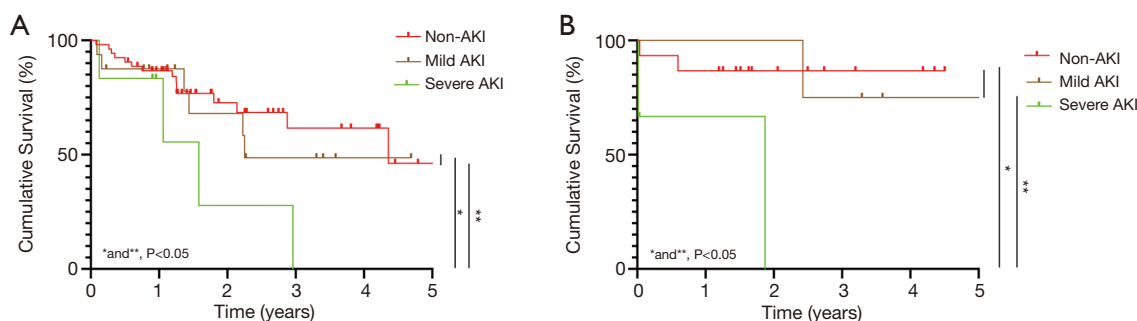 A
Cumulative Survival (%)
100
50
0
Non-AKI
Mild AKI
Severe AKI
*
**
*and**, P<0.05
0 1 2 3 4 5
Time (years)
B
Cumulative Survival (%)
100
50
0
Non-AKI
Mild AKI
Severe AKI
*
**
*and**, P<0.05
0 1 2 3 4 5
Time (years)